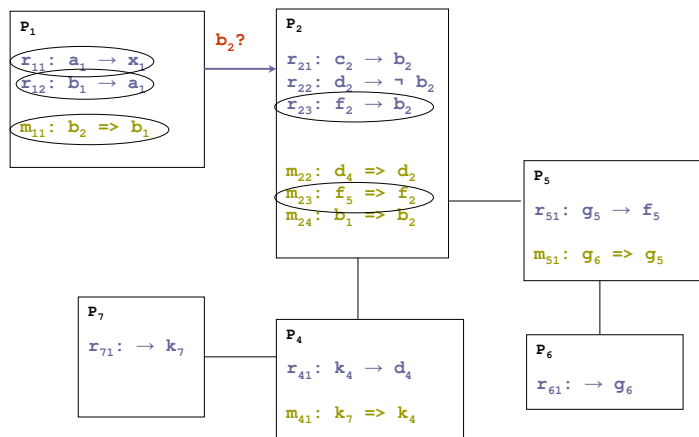 P₁
r₁₁: a₁ → x₁
r₁₂: b₁ → a₁
m₁₁: b₂ => b₁
b₂?
P₂
r₂₁: c₂ → b₂
r₂₂: d₂ → ¬ b₂
r₂₃: f₂ → b₂
m₂₂: d₄ => d₂
m₂₃: f₅ => f₂
m₂₄: b₁ => b₂
P₅
r₅₁: g₅ → f₅
m₅₁: g₆ => g₅
P₇
r₇₁: → k₇
P₄
r₄₁: k₄ → d₄
m₄₁: k₇ => k₄
P₆
r₆₁: → g₆